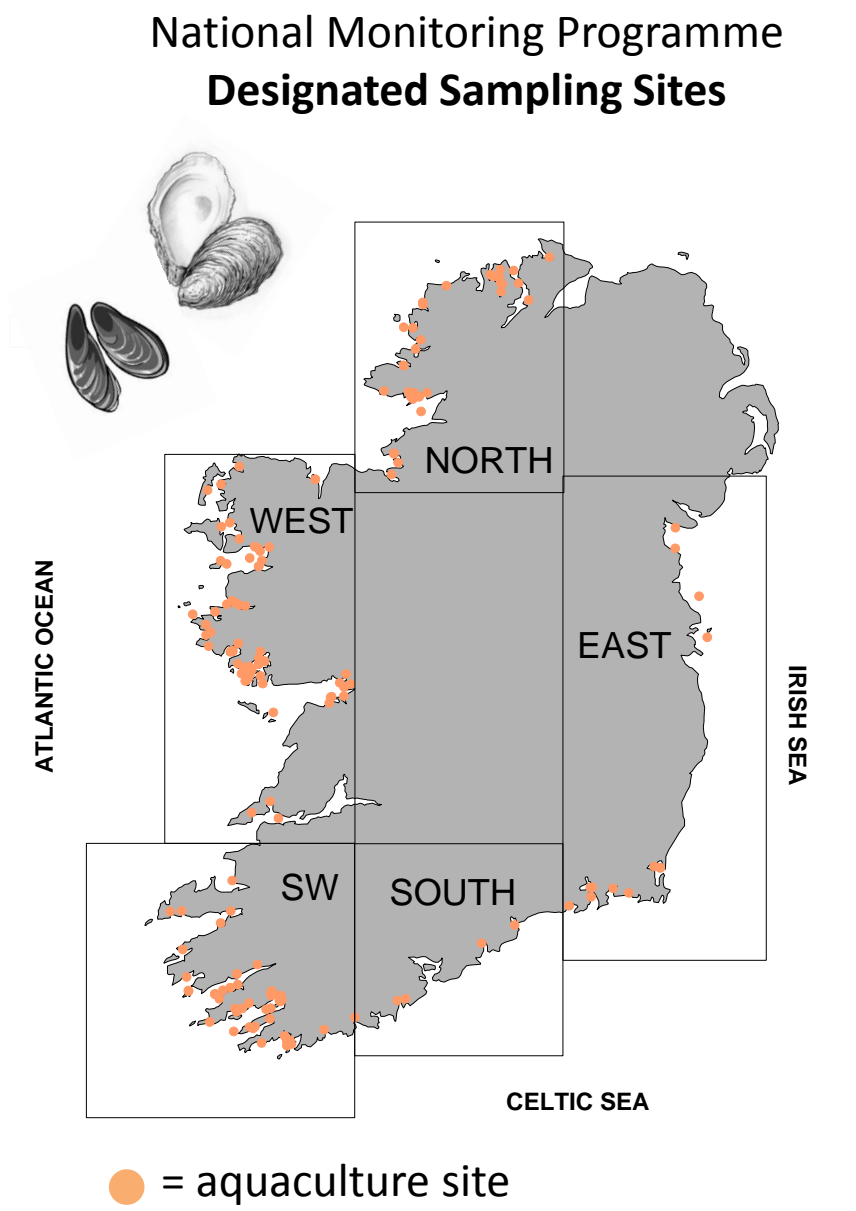 National Monitoring Programme
Designated Sampling Sites
NORTH
WEST
EAST
ATLANTIC OCEAN
IRISH SEA
SW
SOUTH
CELTIC SEA
= aquaculture site